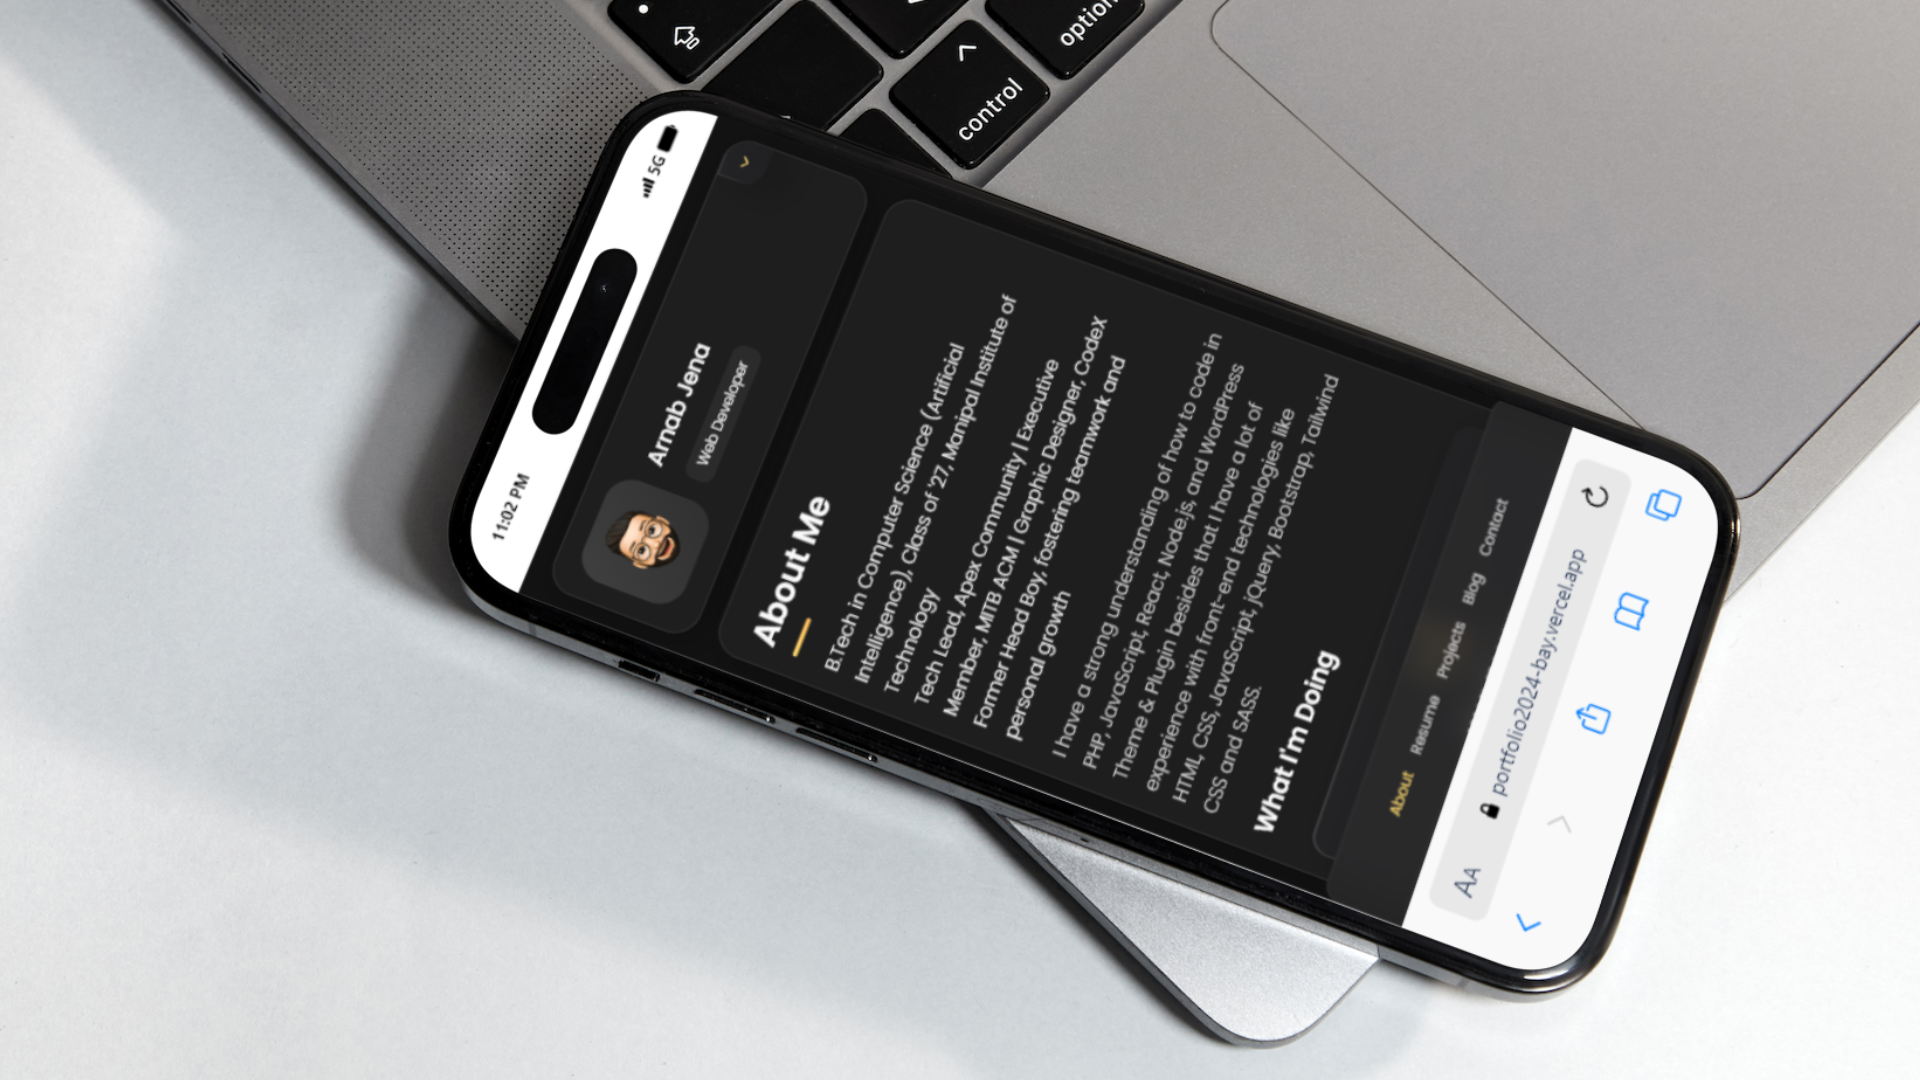 option
control
11:02 PM
5G
Arnab Jena
Web Developer
About Me
B.Tech in Computer Science (Artificial
Intelligence), Class of '27, Manipal Institute of
Technology
Tech Lead, Apex Community | Executive
Member, MITB ACM | Graphic Designer, CodeX
Former Head Boy, fostering teamwork and
personal growth
I have a strong understanding of how to code in
PHP, JavaScript, React, Node.js, and WordPress
Theme & Plugin besides that I have a lot of
experience with front-end technologies like
HTML, CSS, JavaScript, jQuery, Bootstrap, Tailwind
CSS and SASS.
What I'm Doing
About Resume Projects Blog Contact
AA portfolio2024-bay.vercel.app